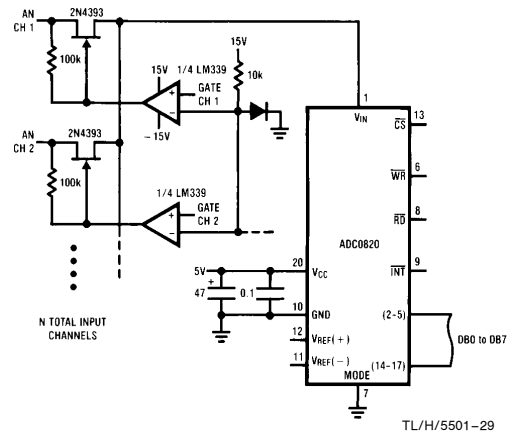 AN
CH 1
2N4393
100k
15V
1/4 LM339
GATE
CH 1
+
−
− 15V
15V
10k
AN
CH 2
2N4393
100k
1/4 LM339
GATE
CH 2
+
−
N TOTAL INPUT
CHANNELS
5V
+
47
0.1
1
VIN
20
VCC
10
GND
12
VREF(+)
11
VREF(−)
MODE
7
ADC0820
13
CS
6
WR
8
RD
9
INT
(2-5)
(14-17)
DB0 to DB7
TL/H/5501–29